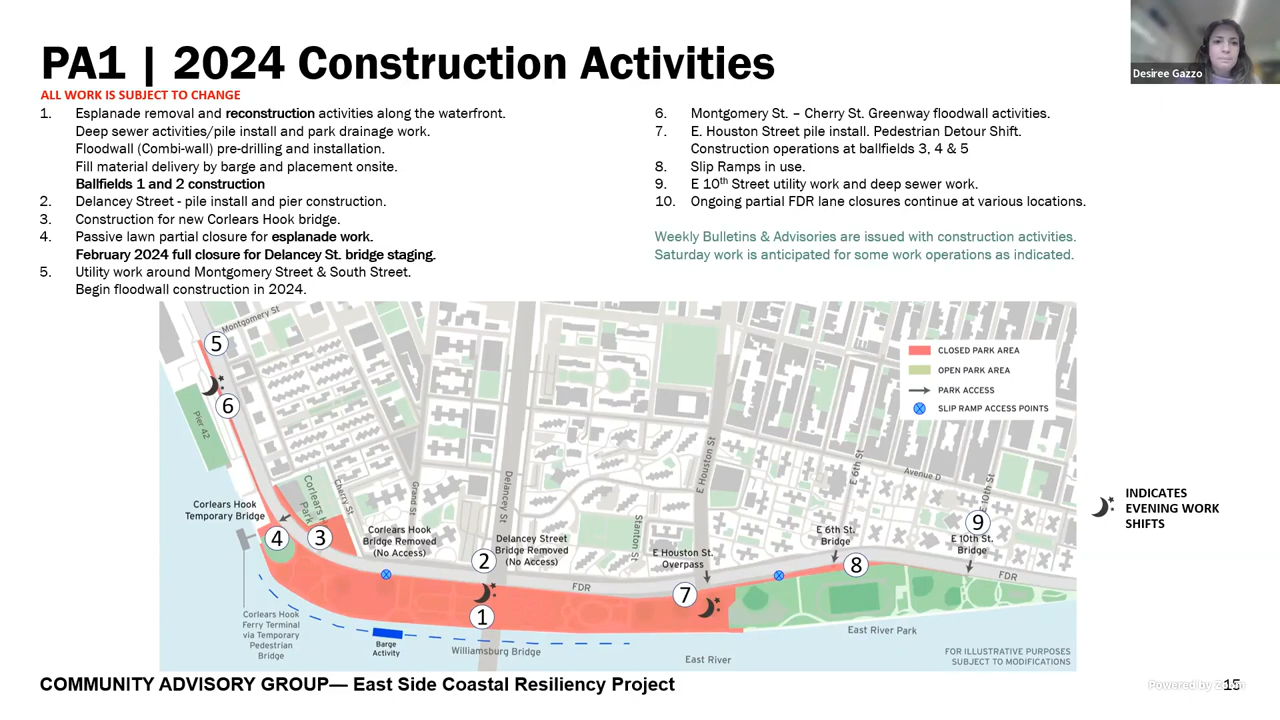 PA1 | 2024 Construction Activities
ALL WORK IS SUBJECT TO CHANGE
1. Esplanade removal and reconstruction activities along the waterfront.
Deep sewer activities/pile install and park drainage work.
Floodwall (Combi-wall) pre-drilling and installation.
Fill material delivery by barge and placement onsite.
Ballfields 1 and 2 construction
2. Delancey Street - pile install and pier construction.
3. Construction for new Corlears Hook bridge.
4. Passive lawn partial closure for esplanade work.
February 2024 full closure for Delancey St. bridge staging.
5. Utility work around Montgomery Street & South Street.
Begin floodwall construction in 2024.
6. Montgomery St. – Cherry St. Greenway floodwall activities.
7. E. Houston Street pile install. Pedestrian Detour Shift.
Construction operations at ballfields 3, 4 & 5
8. Slip Ramps in use.
9. E 10th Street utility work and deep sewer work.
10. Ongoing partial FDR lane closures continue at various locations.
Weekly Bulletins & Advisories are issued with construction activities.
Saturday work is anticipated for some work operations as indicated.
Desiree Gazzo
Montgomery St
5
6
Pier 42
CLOSED PARK AREA
OPEN PARK AREA
PARK ACCESS
SLIP RAMP ACCESS POINTS
Corlears Hook
Temporary Bridge
Corlears H
Park
Cherry St
Grand St
Delancey St
Stanton St
E Houston St
E 6th St
Avenue D
E 10th St
4
3
Corlears Hook
Bridge Removed
(No Access)
2
Delancey Street
Bridge Removed
(No Access)
E Houston St.
Overpass
E 6th St.
Bridge
9
E 10th St.
Bridge
8
FDR
FDR
7
1
Corlears Hook
Ferry Terminal
via Temporary
Pedestrian
Bridge
Barge
Activity
Williamsburg Bridge
East River
East River Park
FOR ILLUSTRATIVE PURPOSES
SUBJECT TO MODIFICATIONS
INDICATES
EVENING WORK
SHIFTS
COMMUNITY ADVISORY GROUP— East Side Coastal Resiliency Project
Powered by Zoom
15